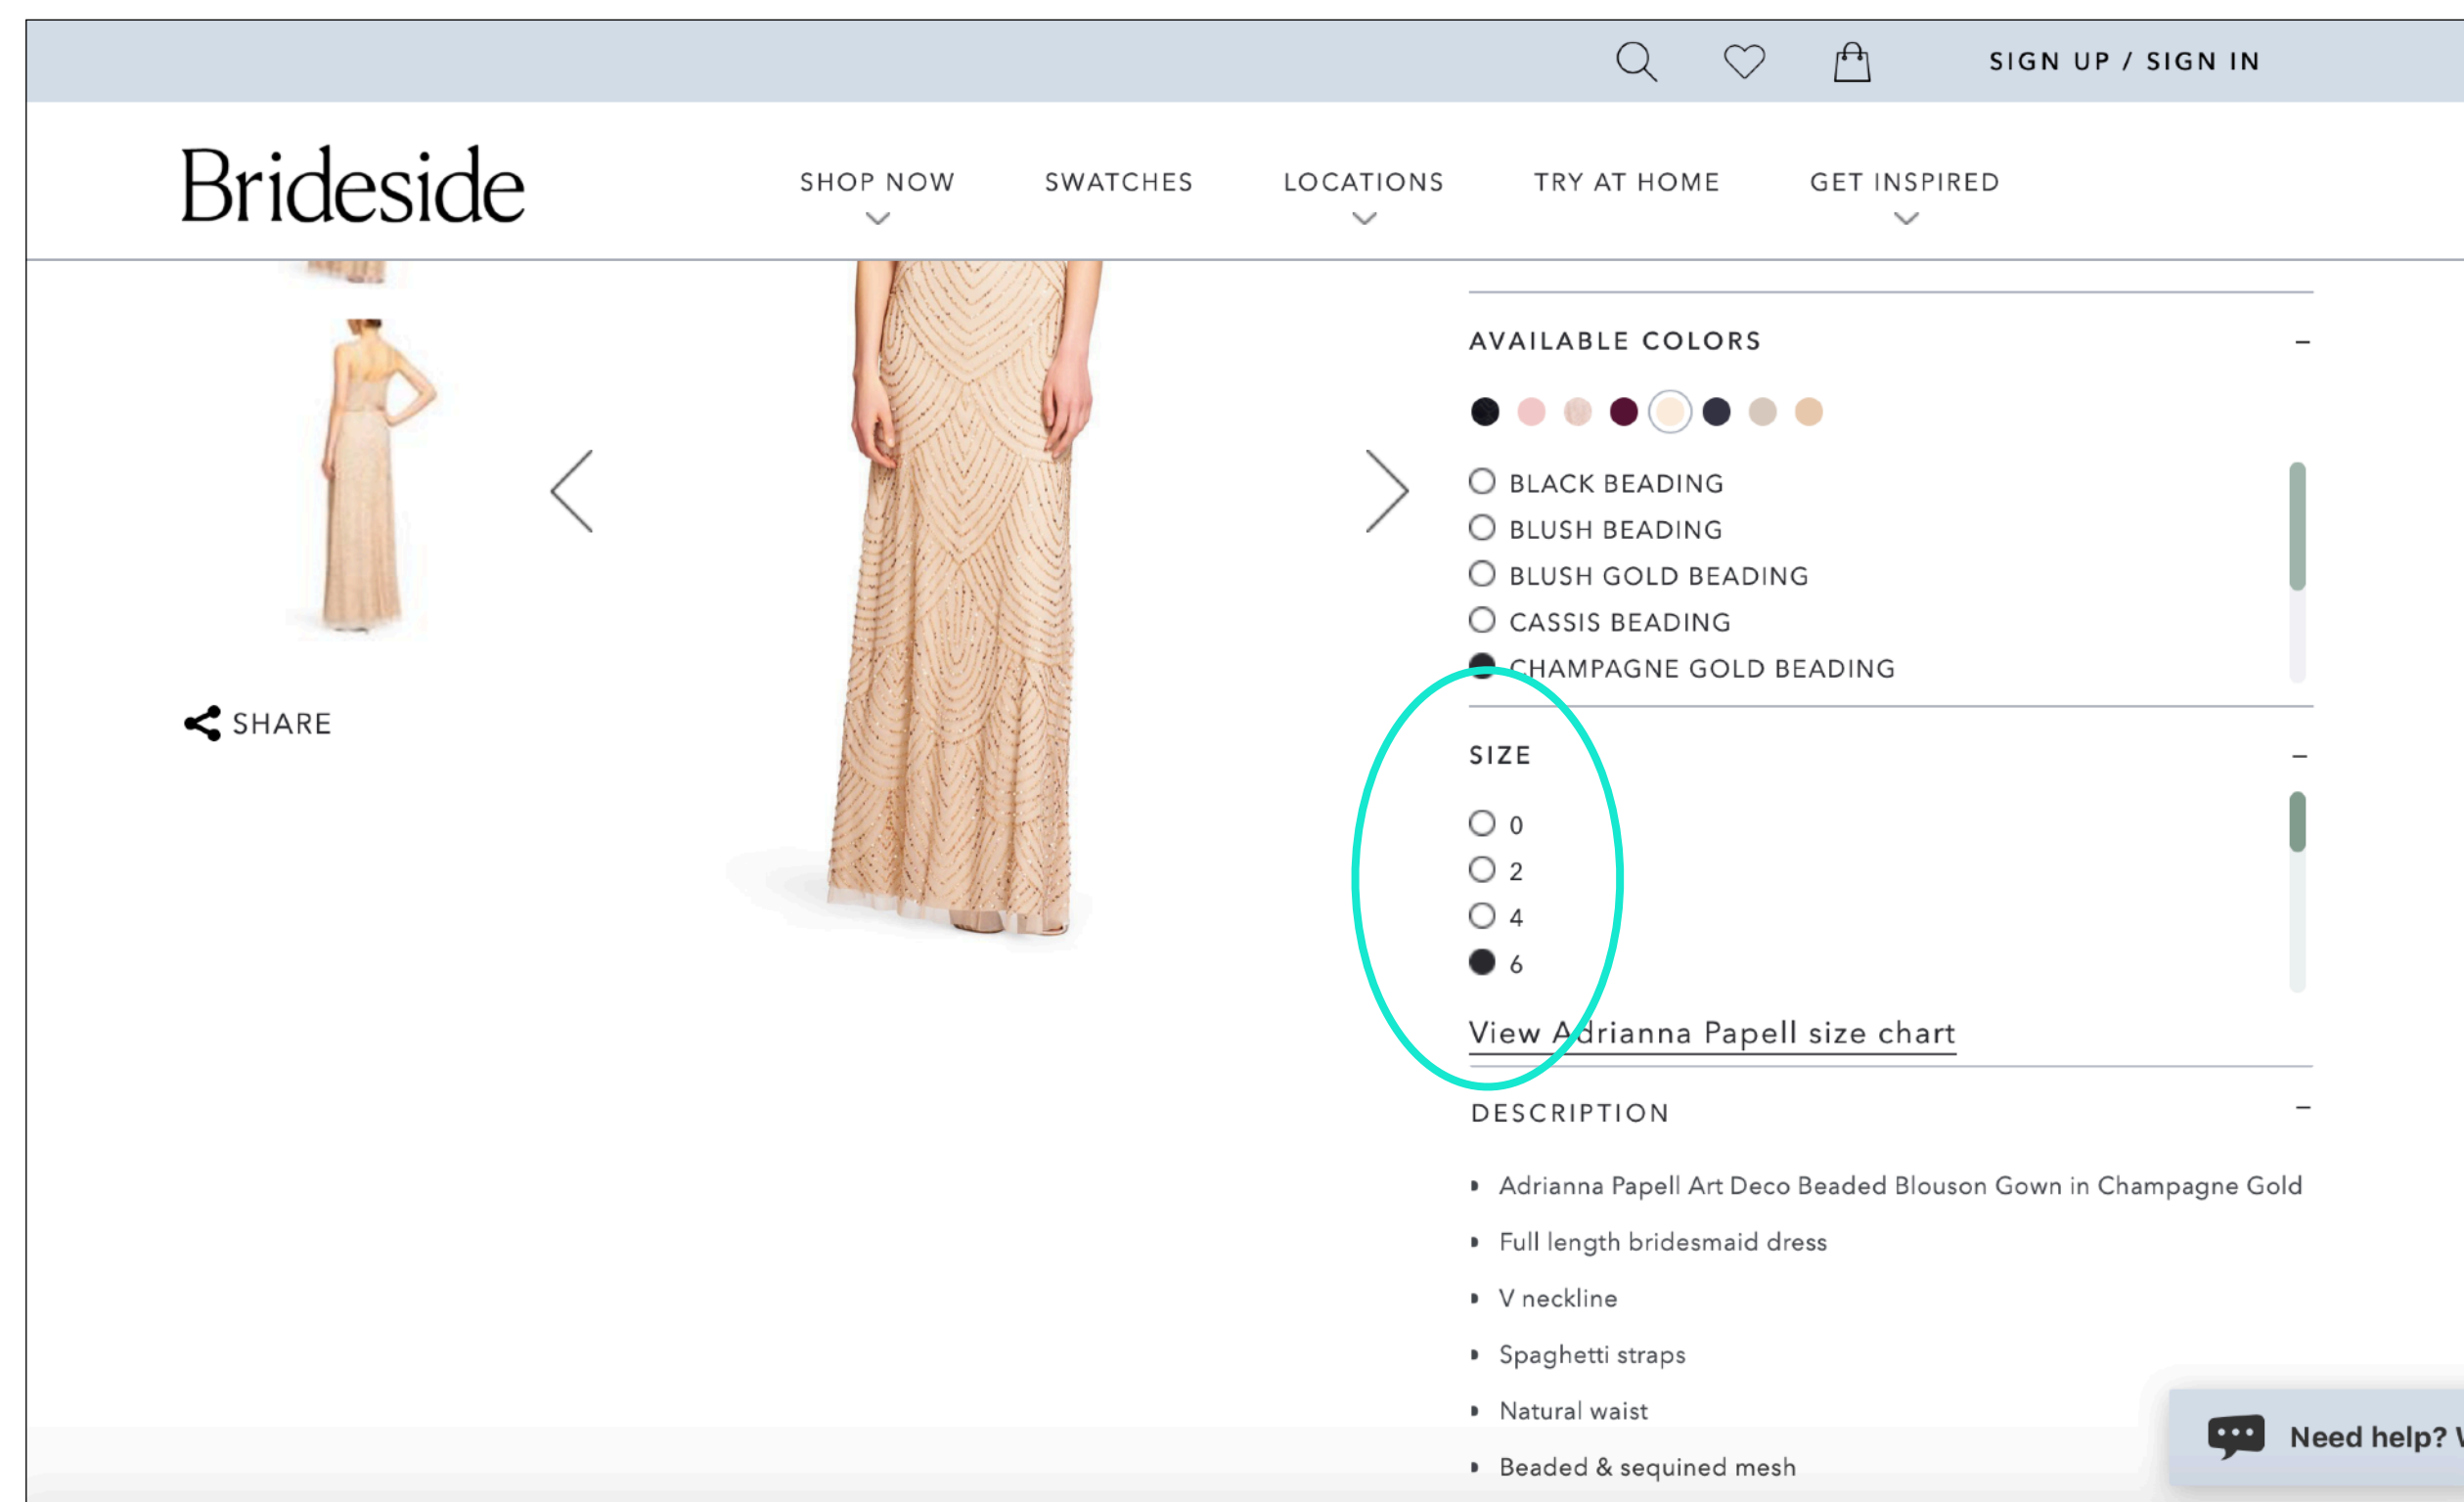 SIGN UP / SIGN IN
Brideside
SHOP NOW
SWATCHES
LOCATIONS
TRY AT HOME
GET INSPIRED
AVAILABLE COLORS
BLACK BEADING
BLUSH BEADING
BLUSH GOLD BEADING
CASSIS BEADING
CHAMPAGNE GOLD BEADING
SHARE
SIZE
0
2
4
6
View Adrianna Papell size chart
DESCRIPTION
Adrianna Papell Art Deco Beaded Blouson Gown in Champagne Gold
Full length bridesmaid dress
V neckline
Spaghetti straps
Natural waist
Need help?
Beaded & sequined mesh